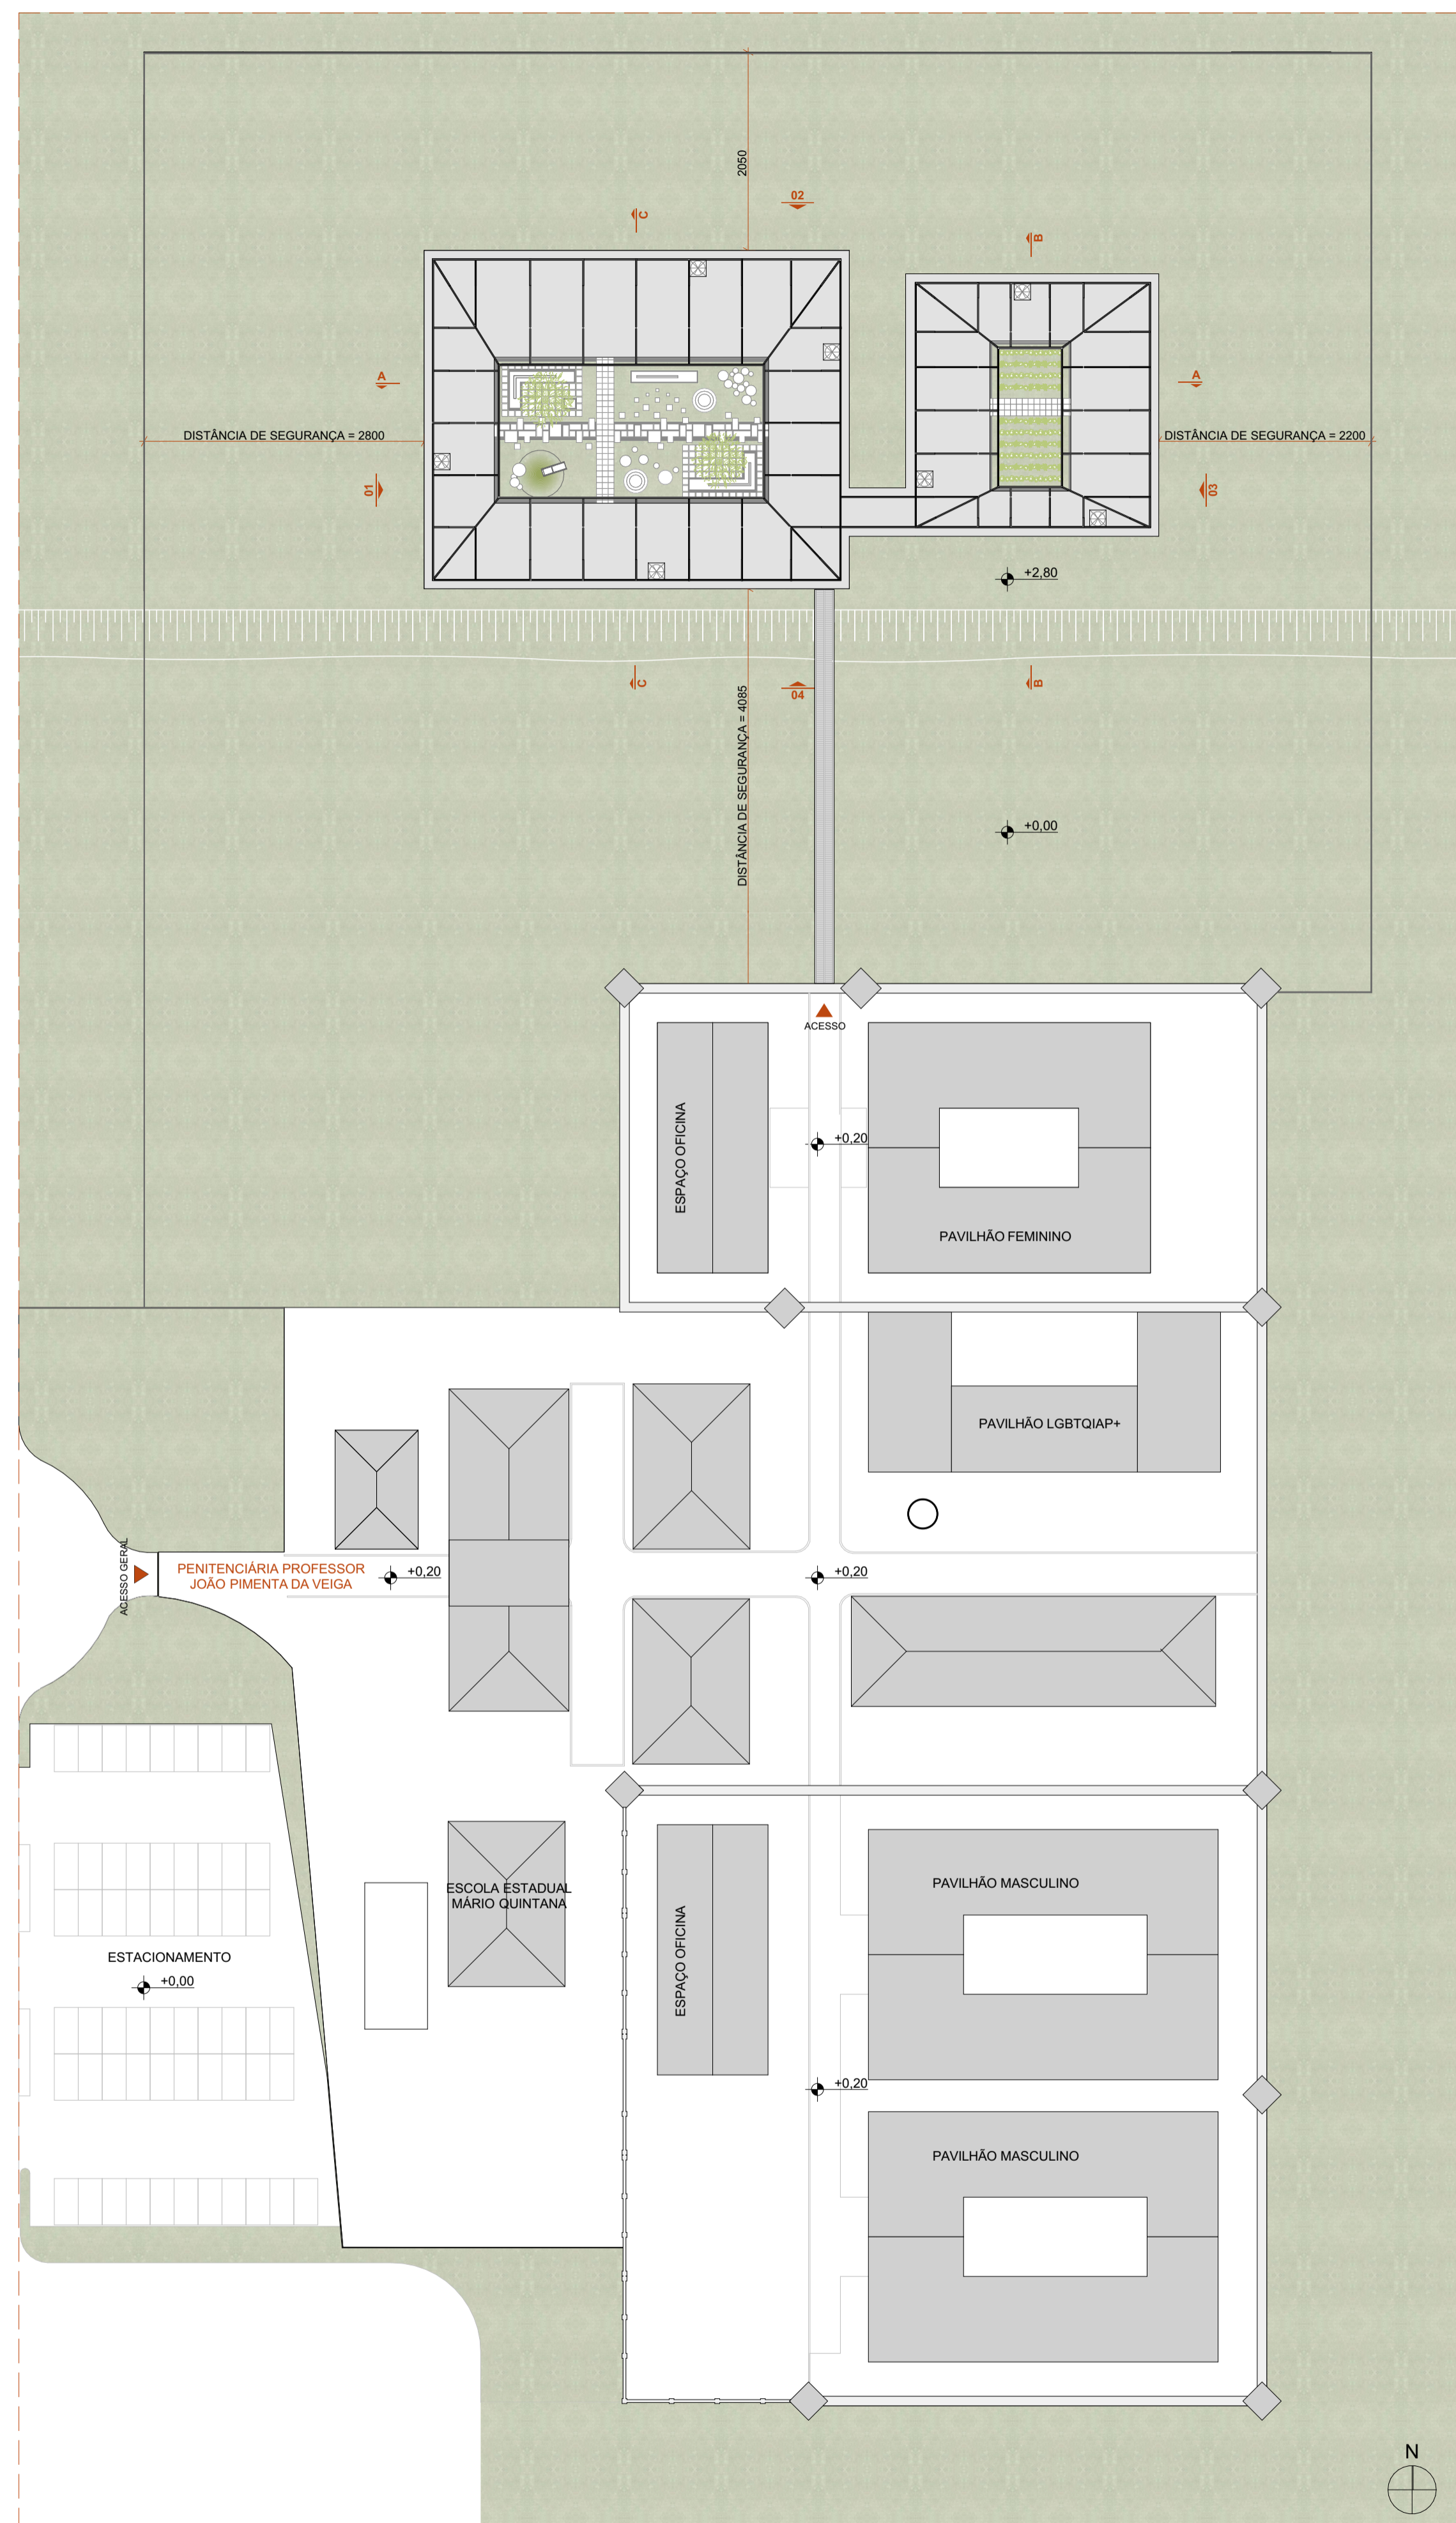 2050
02
C
B
A
A
DISTÂNCIA DE SEGURANÇA = 2800
DISTÂNCIA DE SEGURANÇA = 2200
01
03
+2,80
C
04
B
DISTÂNCIA DE SEGURANÇA = 4085
+0,00
ACESSO
ESPAÇO OFICINA
+0,20
PAVILHÃO FEMININO
PAVILHÃO LGBTQIAP+
ACESSO GERAL
PENITENCIÁRIA PROFESSOR
JOÃO PIMENTA DA VEIGA
+0,20
+0,20
ESCOLA ESTADUAL
MÁRIO QUINTANA
PAVILHÃO MASCULINO
ESPAÇO OFICINA
ESTACIONAMENTO
+0,00
+0,20
PAVILHÃO MASCULINO
N